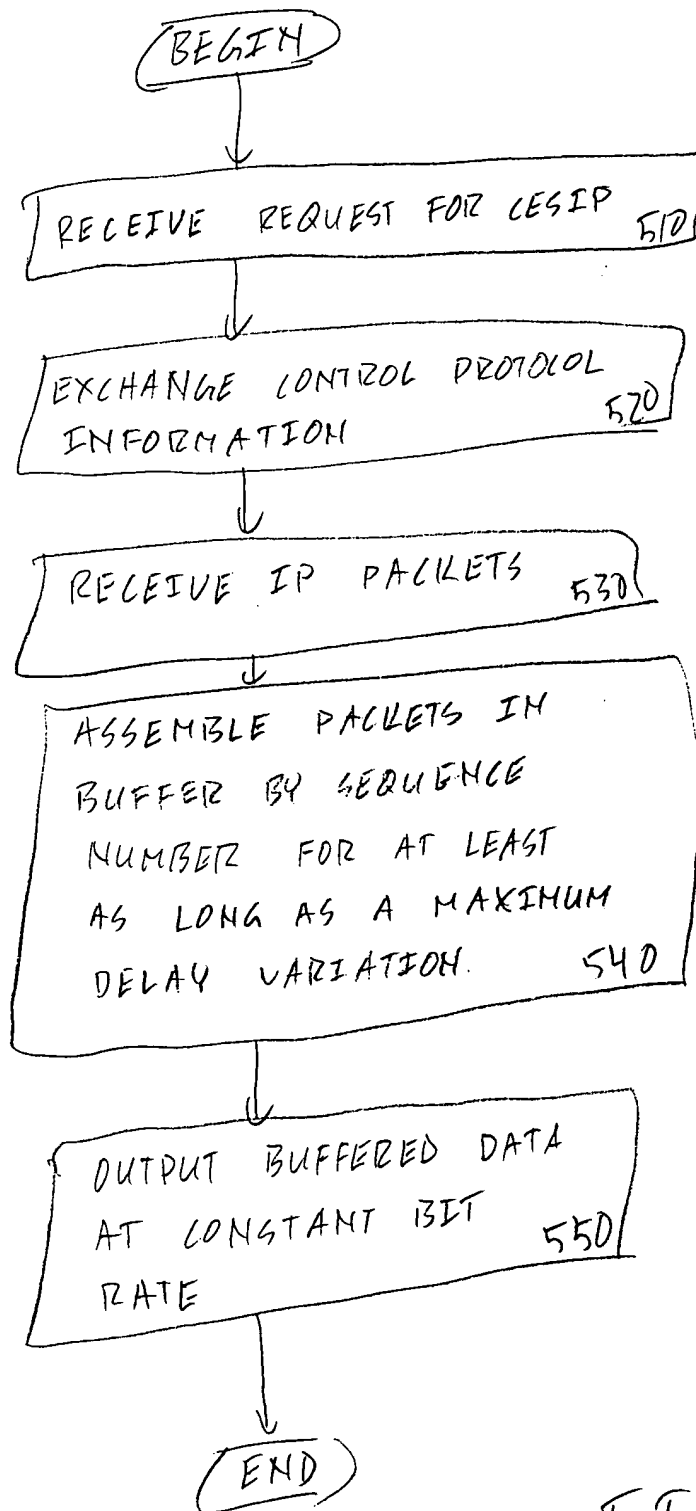 BEGIN
RECEIVE REQUEST FOR CESIP 510
EXCHANGE CONTROL PROTOCOL
INFORMATION 520
RECEIVE IP PACKETS 530
ASSEMBLE PACKETS IN
BUFFER BY SEQUENCE
NUMBER FOR AT LEAST
AS LONG AS A MAXIMUM
DELAY VARIATION. 540
OUTPUT BUFFERED DATA
AT CONSTANT BIT
RATE 550
END